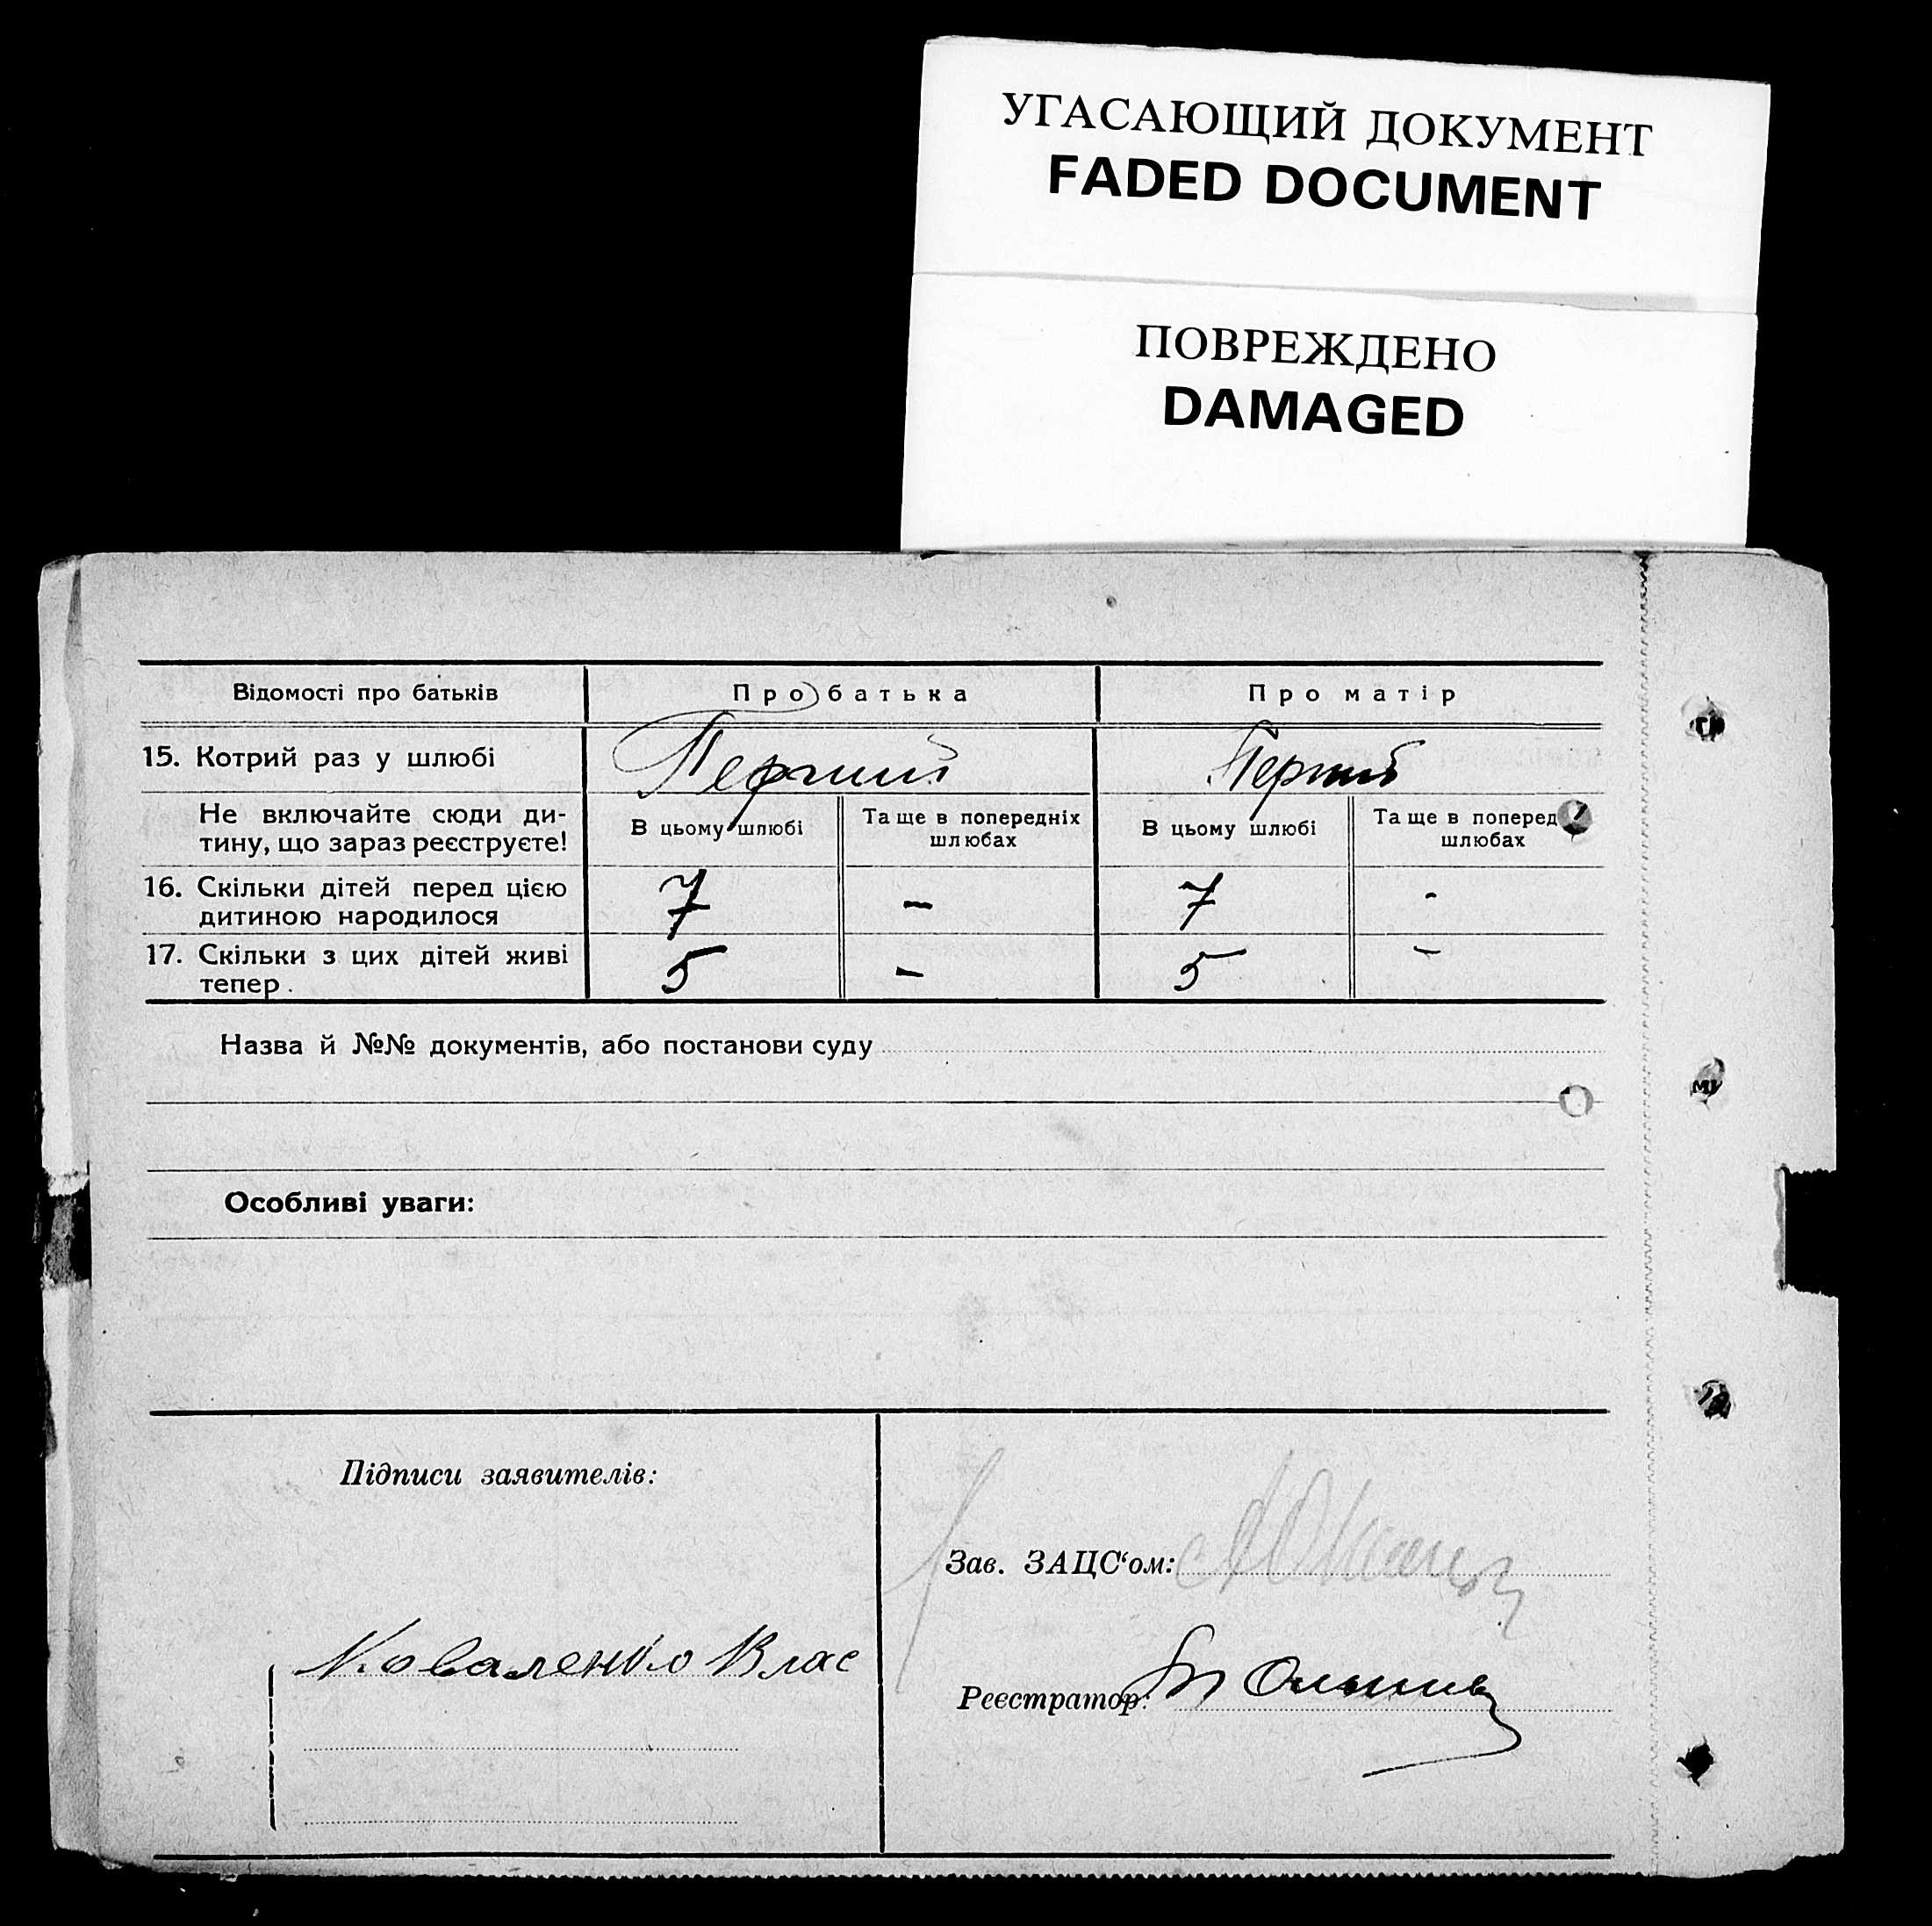 УГАСАЮЩИЙ ДОКУМЕНТ
FADED DOCUMENT
ПОВРЕЖДЕНО
DAMAGED
Відомості про батьків
Про батька
Про матір
15. Котрий раз у шлюбі
Перший
Перший
Не включайте сюди ди-
тину, що зараз реєструєте!
В цьому шлюбі
Та ще в попередніх
шлюбах
В цьому шлюбі
Та ще в поперед
шлюбах
16. Скільки дітей перед цією
дитиною народилося
7
-
7
-
17. Скільки з цих дітей живі
тепер.
5
-
5
-
Назва й №№ документів, або постанови суду
Особливі уваги:
Підписи заявителів:
Зав. ЗАЦС‘ом:
Коваленко Влас
Реєстратор: